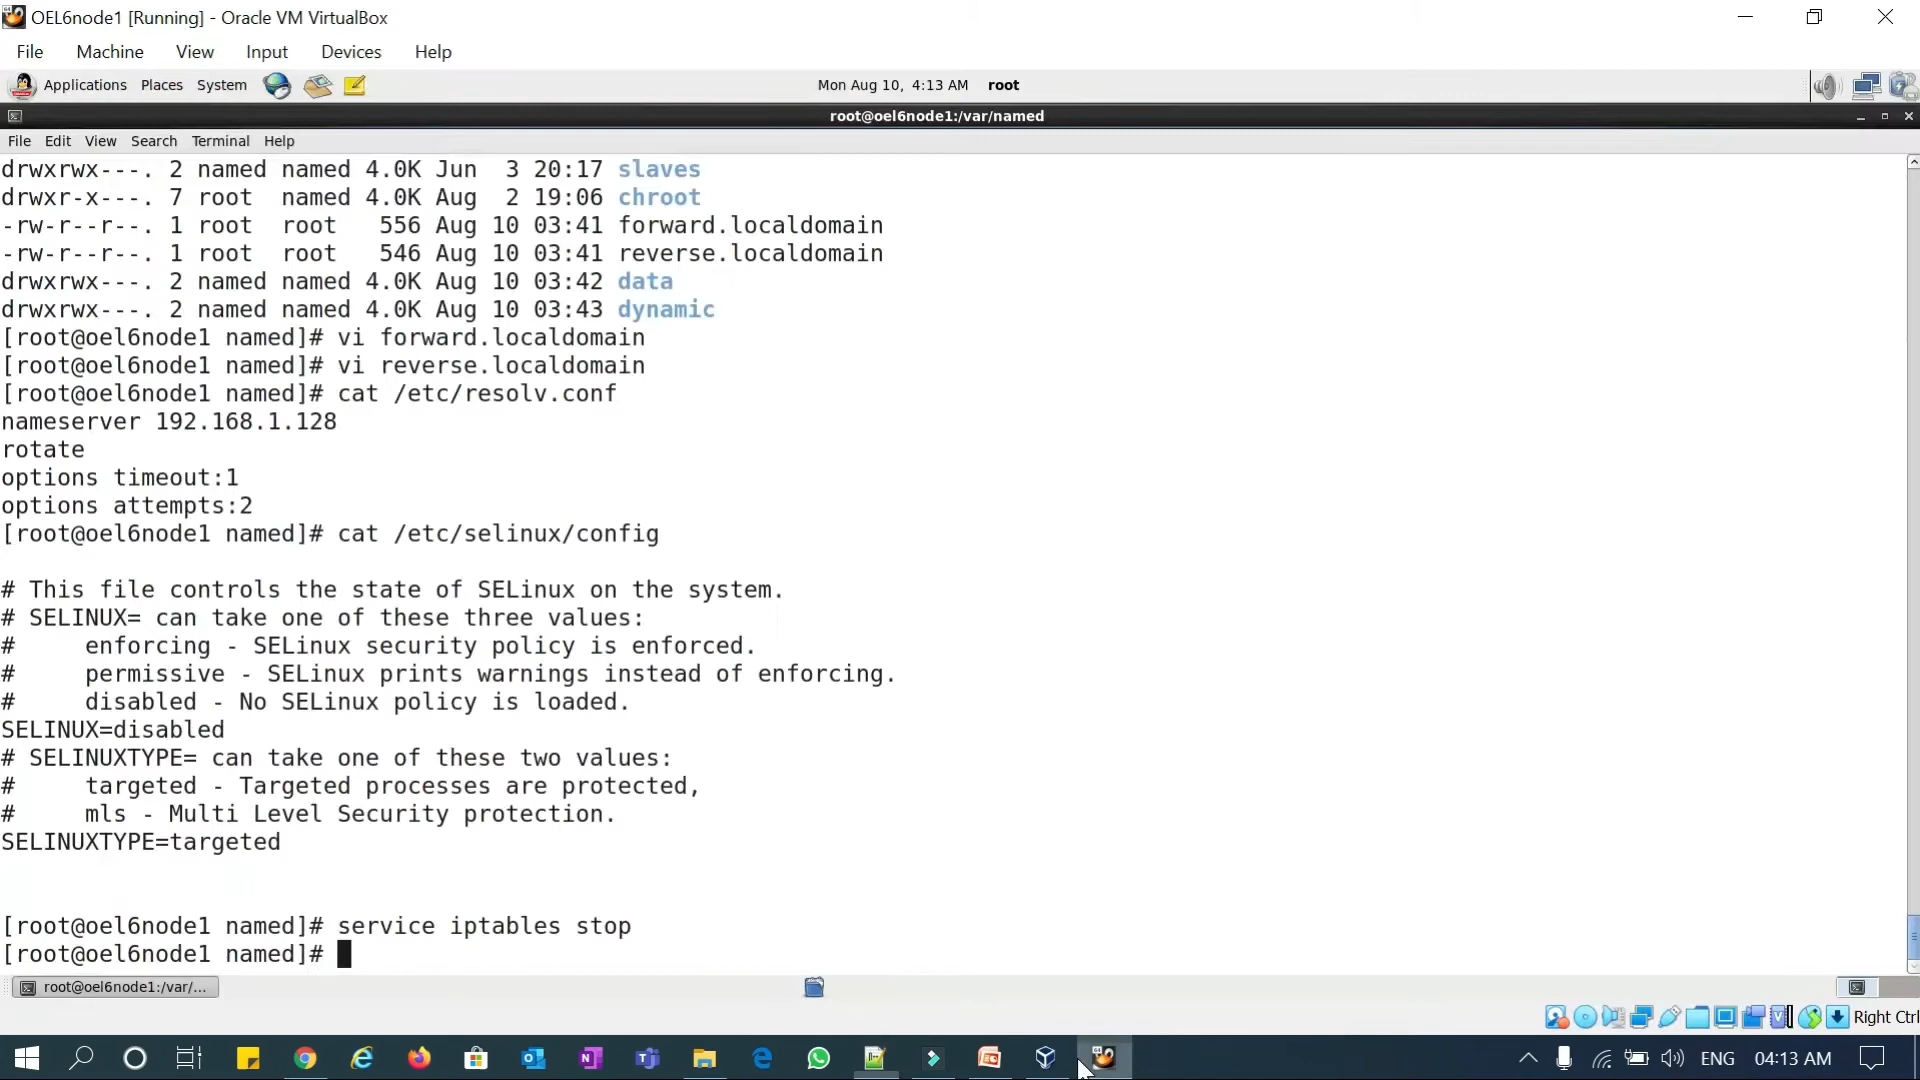 OEL6node1 [Running] - Oracle VM VirtualBox
File Machine View Input Devices Help
Applications Places System Mon Aug 10, 4:13 AM root
root@oel6node1:/var/named
File Edit View Search Terminal Help
drwxrwx---. 2 named named 4.0K Jun  3 20:17 slaves
drwxr-x---. 7 root  named 4.0K Aug  2 19:06 chroot
-rw-r--r--. 1 root  root   556 Aug 10 03:41 forward.localdomain
-rw-r--r--. 1 root  root   546 Aug 10 03:41 reverse.localdomain
drwxrwx---. 2 named named 4.0K Aug 10 03:42 data
drwxrwx---. 2 named named 4.0K Aug 10 03:43 dynamic
[root@oel6node1 named]# vi forward.localdomain
[root@oel6node1 named]# vi reverse.localdomain
[root@oel6node1 named]# cat /etc/resolv.conf
nameserver 192.168.1.128
rotate
options timeout:1
options attempts:2
[root@oel6node1 named]# cat /etc/selinux/config
# This file controls the state of SELinux on the system.
# SELINUX= can take one of these three values:
#     enforcing - SELinux security policy is enforced.
#     permissive - SELinux prints warnings instead of enforcing.
#     disabled - No SELinux policy is loaded.
SELINUX=disabled
# SELINUXTYPE= can take one of these two values:
#     targeted - Targeted processes are protected,
#     mls - Multi Level Security protection.
SELINUXTYPE=targeted
[root@oel6node1 named]# service iptables stop
[root@oel6node1 named]#
root@oel6node1:/var/...
Right Ctrl
ENG 04:13 AM